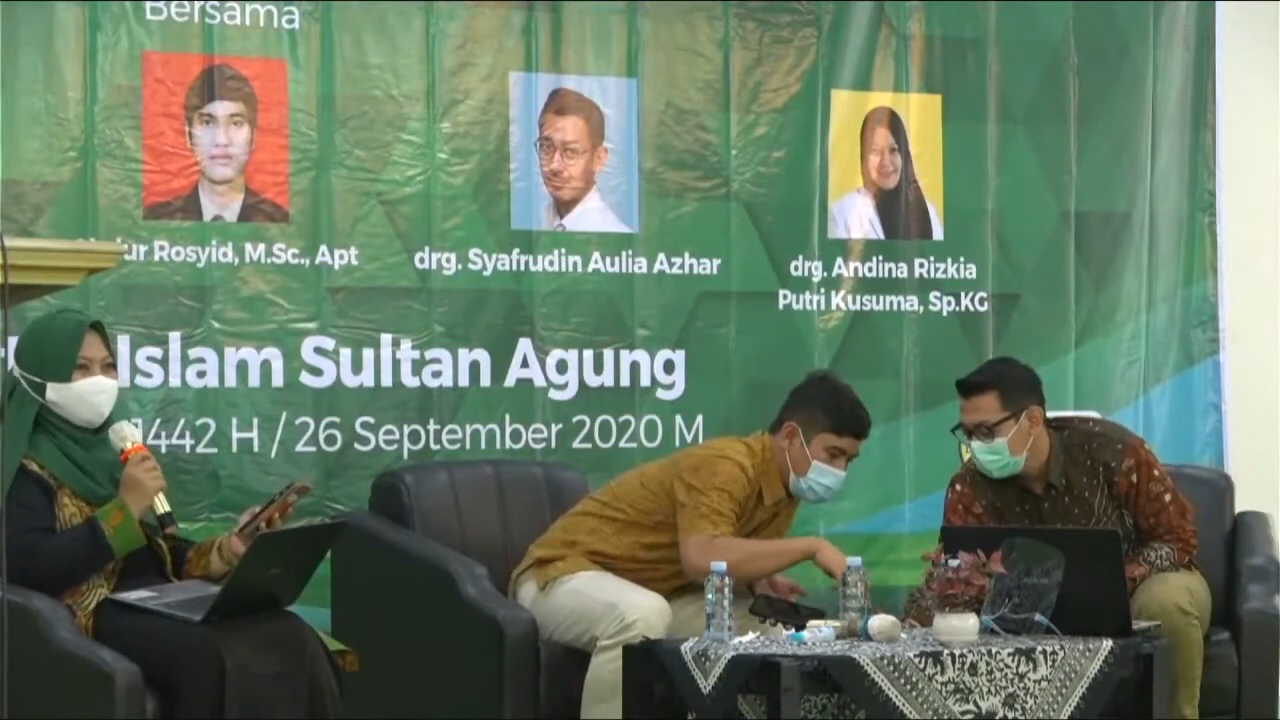 Bersama
Rosyid, M.Sc., Apt
drg. Syafrudin Aulia Azhar
drg. Andina Rizkia
Putri Kusuma, Sp.KG
Islam Sultan Agung
1442 H / 26 September 2020 M